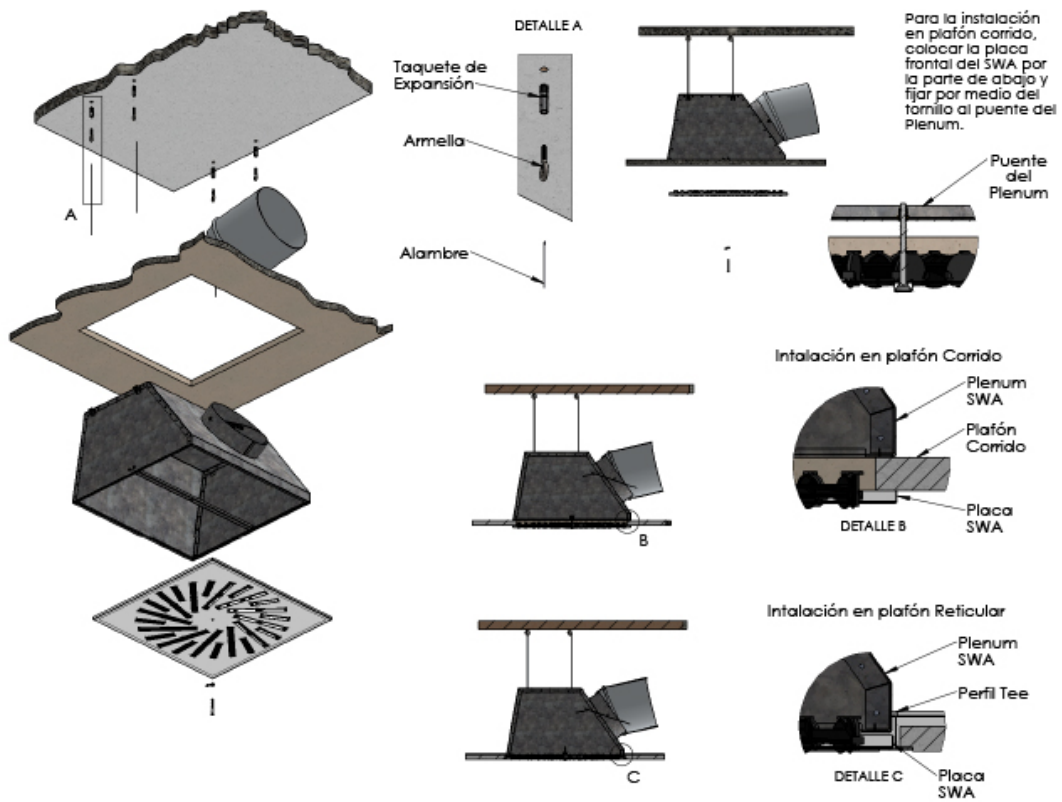 DETALLE A
Taquete de
Expansión
Armella
Alambre
A
Para la instalación
en plafón corrido,
colocar la placa
frontal del SWA por
la parte de abajo y
fijar por medio del
tornillo al puente del
Plenum.
Puente
del
Plenum
Intalación en plafón Corrido
Plenum
SWA
Plafón
Corrido
Placa
SWA
DETALLE B
B
Intalación en plafón Reticular
Plenum
SWA
Perfil Tee
Placa
SWA
DETALLE C
C